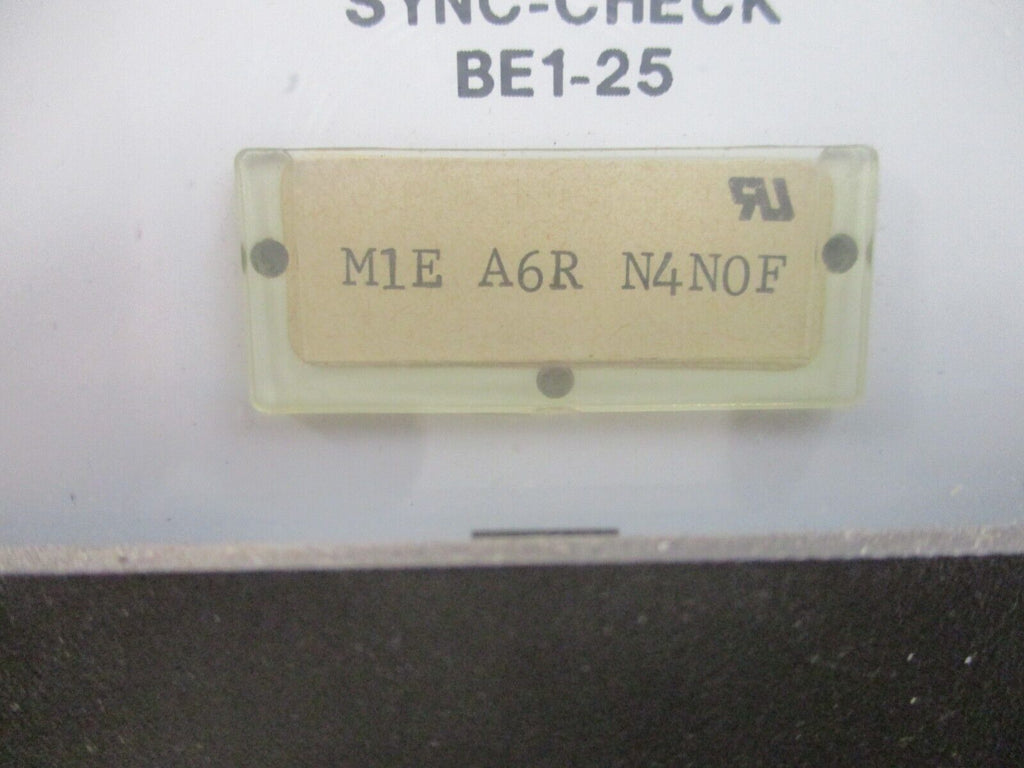 SYNC-CHECK
BE1-25
M1E A6R N4N0F